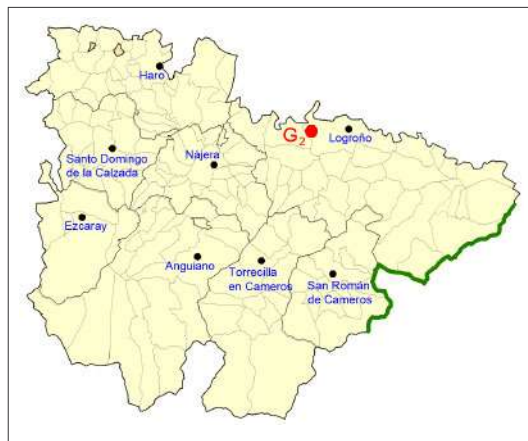 Haro
G2
Logroño
Santo Domingo
de la Calzada
Nájera
Ezcaray
Anguiano
Torrecilla
en Cameros
San Román
de Cameros